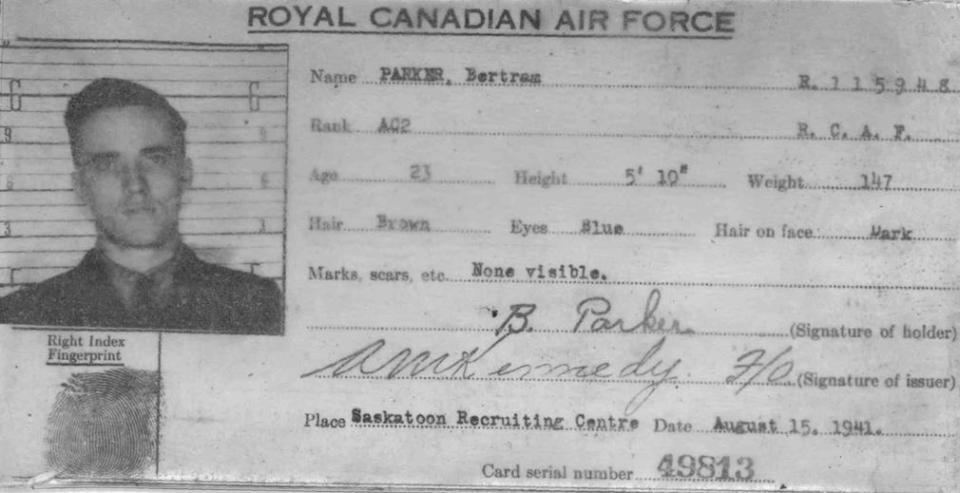 ROYAL CANADIAN AIR FORCE
Name PARKER, Bertram R. 115948
Rank AC2 R. C. A. F.
Age 23 Height 5' 10" Weight 147
Hair Brown Eyes Blue Hair on face Dark
Marks, scars, etc. None visible.
B. Parker (Signature of holder)
Right Index
Fingerprint
AMKennedy F/O (Signature of issuer)
Place Saskatoon Recruiting Centre Date August 15, 1941.
Card serial number 49813